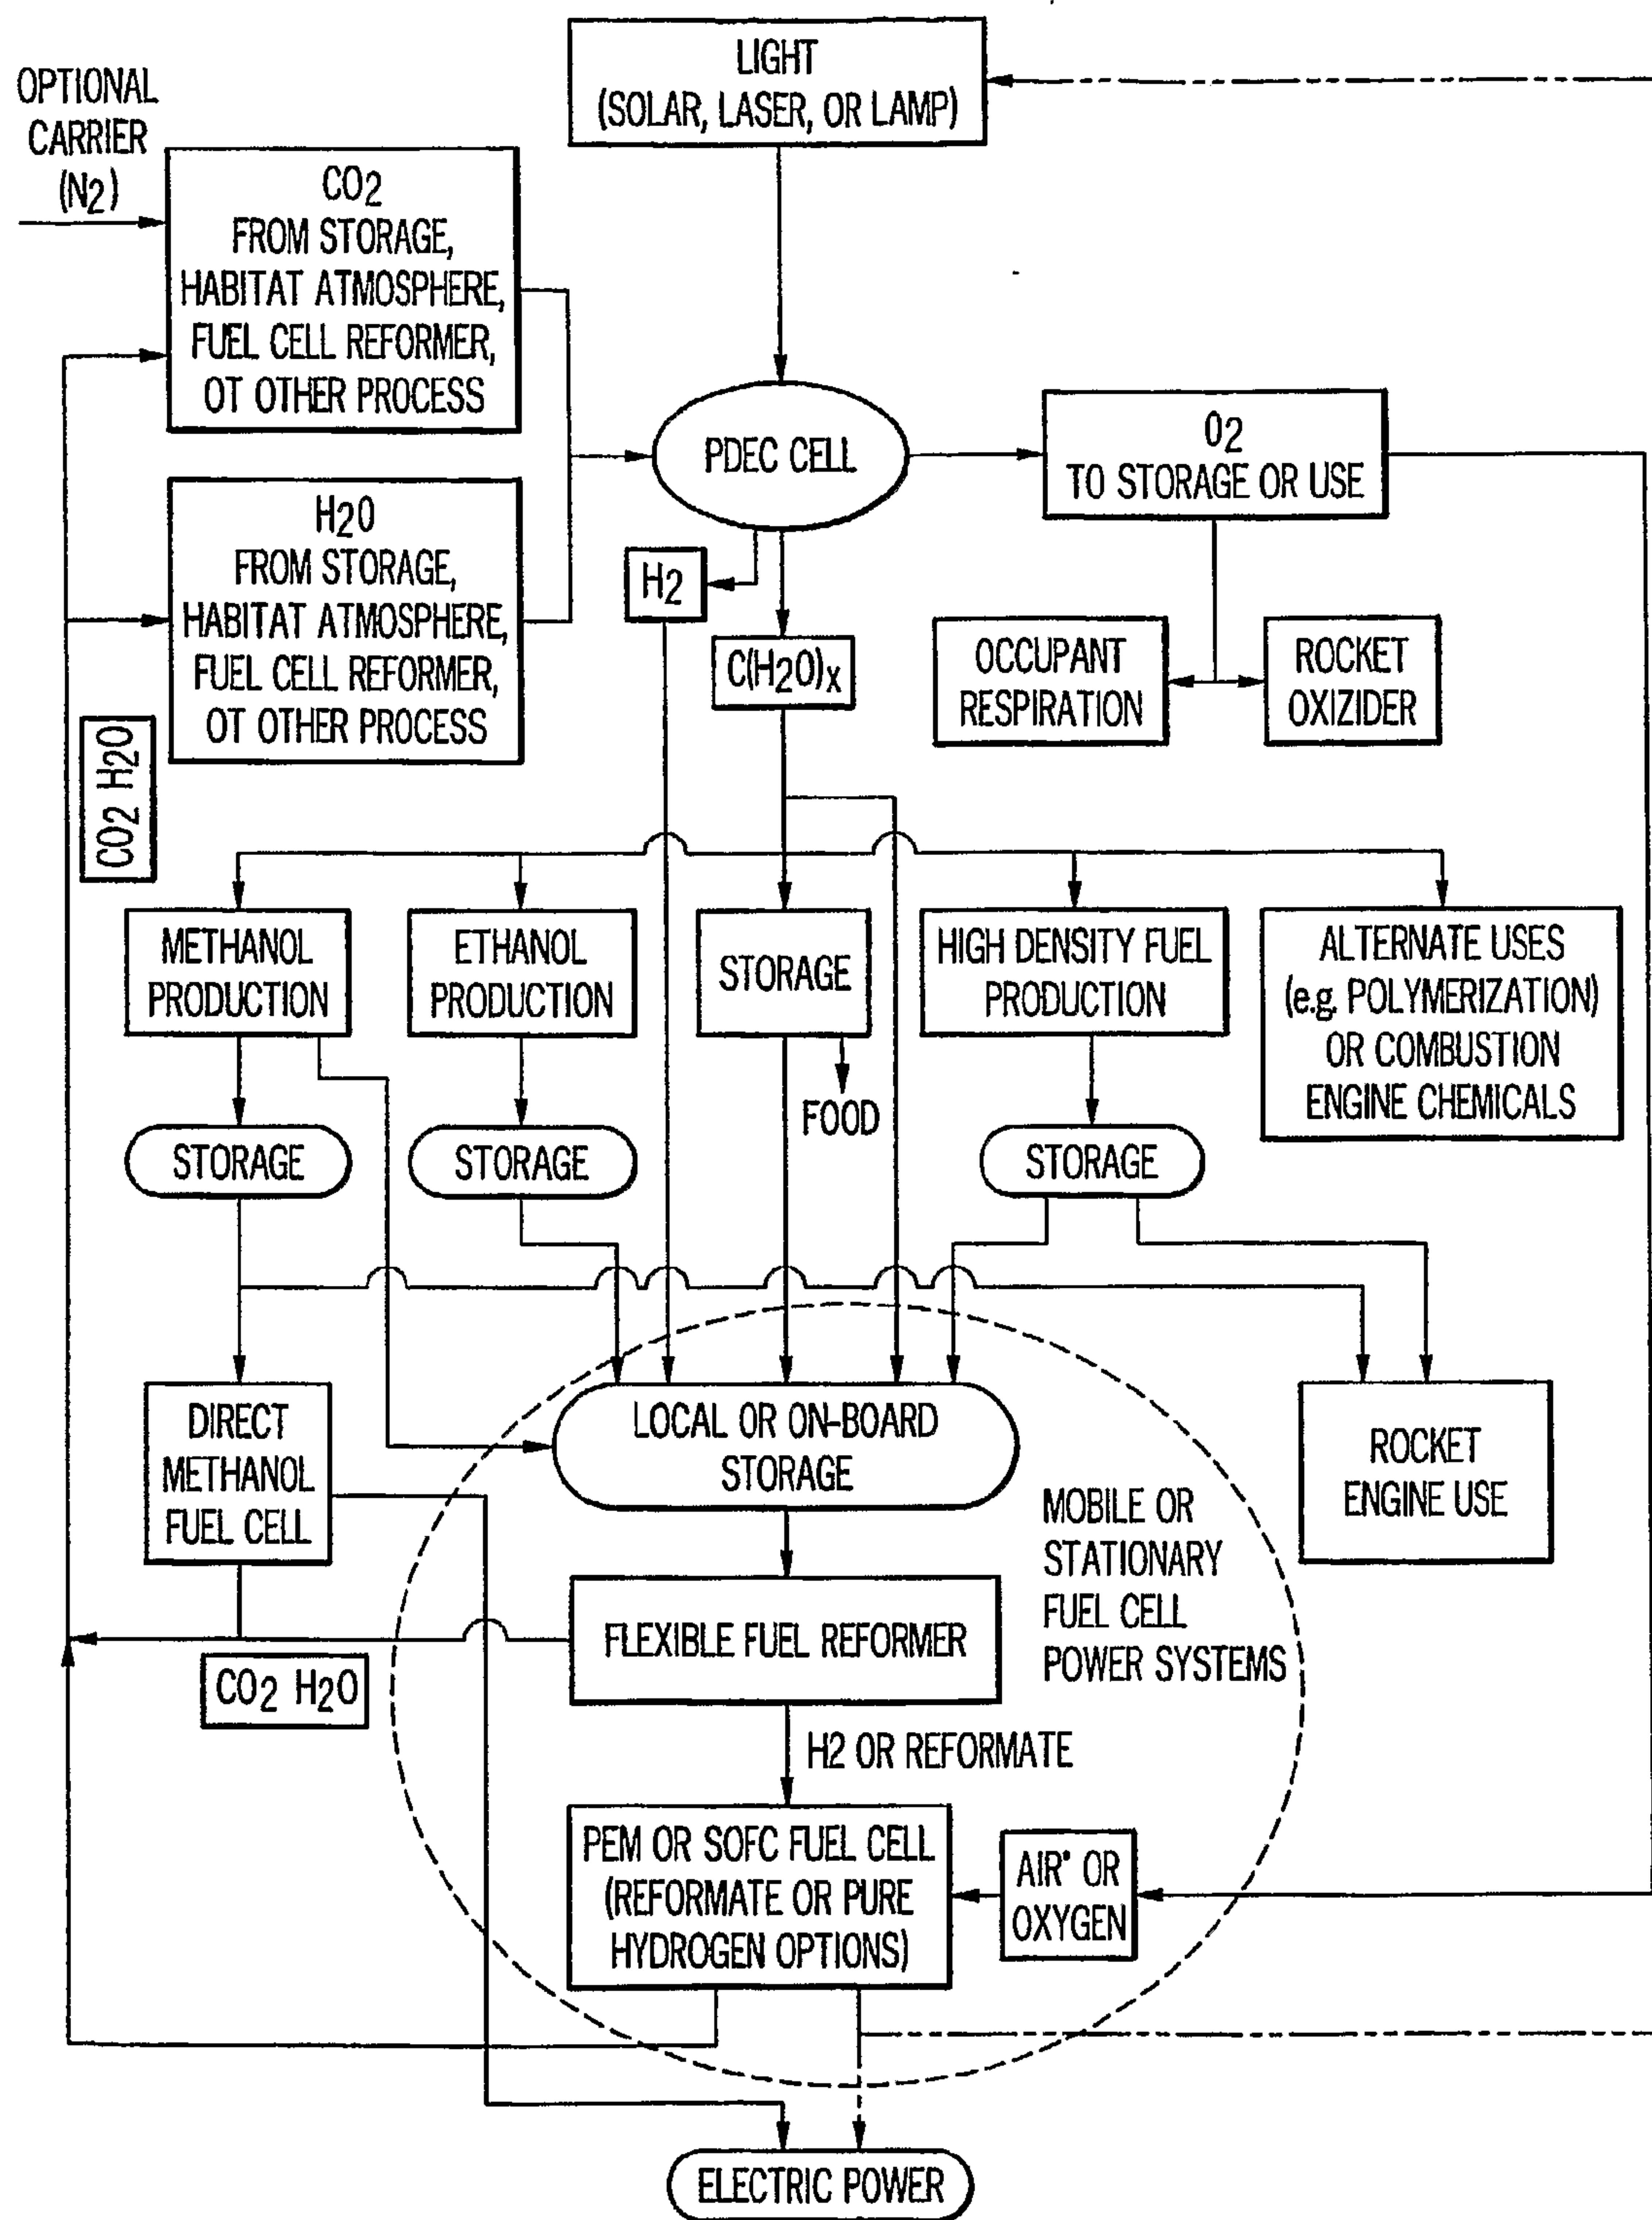 LIGHT
(SOLAR, LASER, OR LAMP)
OPTIONAL
CARRIER
(N2)
CO2
FROM STORAGE,
HABITAT ATMOSPHERE,
FUEL CELL REFORMER,
OT OTHER PROCESS
PDEC CELL
O2
TO STORAGE OR USE
H2O
FROM STORAGE,
HABITAT ATMOSPHERE,
FUEL CELL REFORMER,
OT OTHER PROCESS
H2
C(H2O)x
OCCUPANT
RESPIRATION
ROCKET
OXIZIDER
CO2 H2O
METHANOL
PRODUCTION
ETHANOL
PRODUCTION
STORAGE
HIGH DENSITY FUEL
PRODUCTION
ALTERNATE USES
(e.g. POLYMERIZATION)
OR COMBUSTION
ENGINE CHEMICALS
FOOD
STORAGE
STORAGE
STORAGE
DIRECT
METHANOL
FUEL CELL
LOCAL OR ON-BOARD
STORAGE
ROCKET
ENGINE USE
MOBILE OR
STATIONARY
FUEL CELL
POWER SYSTEMS
FLEXIBLE FUEL REFORMER
CO2 H2O
H2 OR REFORMATE
PEM OR SOFC FUEL CELL
(REFORMATE OR PURE
HYDROGEN OPTIONS)
AIR* OR
OXYGEN
ELECTRIC POWER